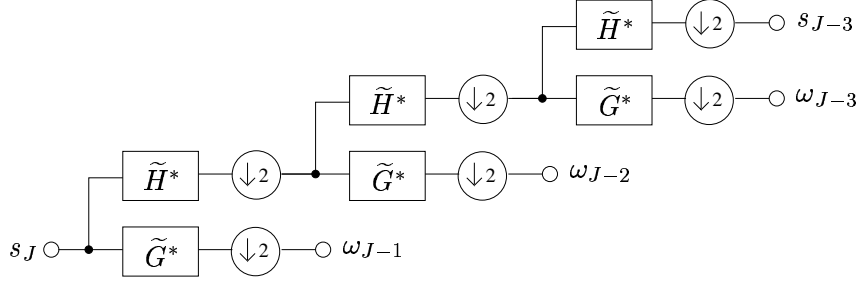 H̃* ↓2 s_{J−3}
H̃* ↓2 G̃* ↓2 ω_{J−3}
H̃* ↓2 G̃* ↓2 ω_{J−2}
s_J G̃* ↓2 ω_{J−1}